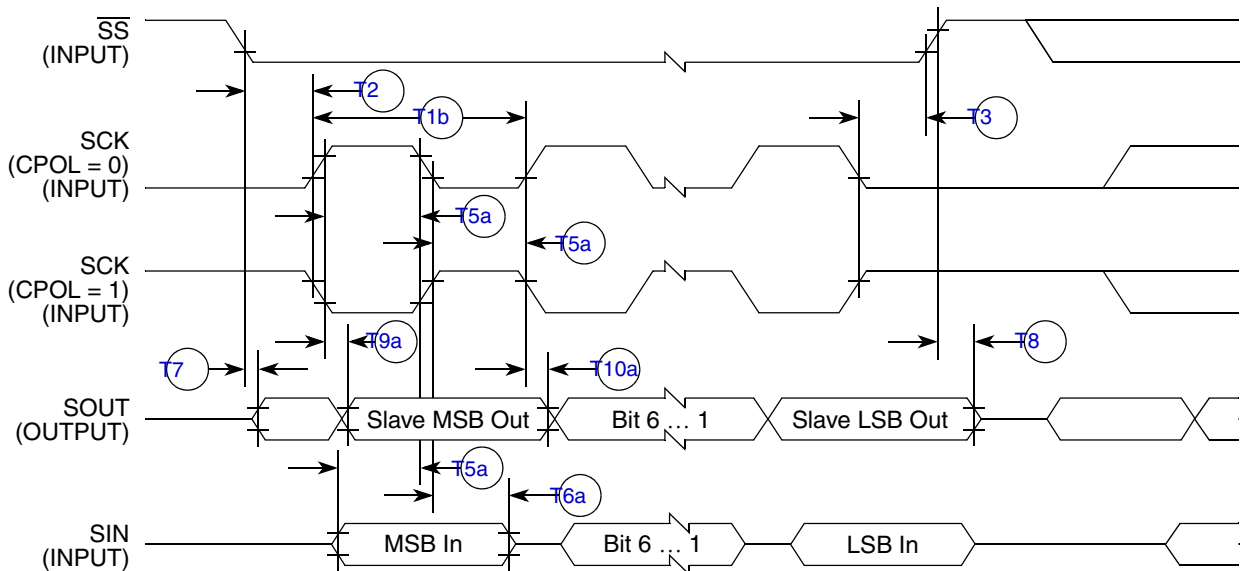 SS
(INPUT)
T2
T1b
T3
SCK
(CPOL = 0)
(INPUT)
T5a
T5a
SCK
(CPOL = 1)
(INPUT)
T9a
T8
T7
T10a
SOUT
(OUTPUT)
Slave MSB Out
Bit 6 … 1
Slave LSB Out
T5a
T6a
SIN
(INPUT)
MSB In
Bit 6 … 1
LSB In